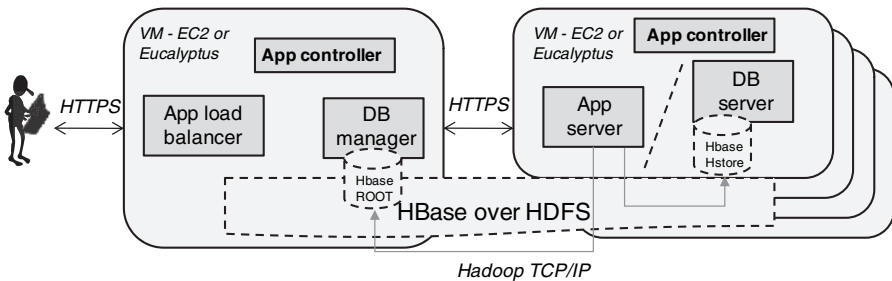 VM - EC2 or
Eucalyptus
App controller
HTTPS
App load
balancer
DB
manager
Hbase
ROOT
HTTPS
VM - EC2 or
Eucalyptus
App controller
App
server
DB
server
Hbase
Hstore
HBase over HDFS
Hadoop TCP/IP